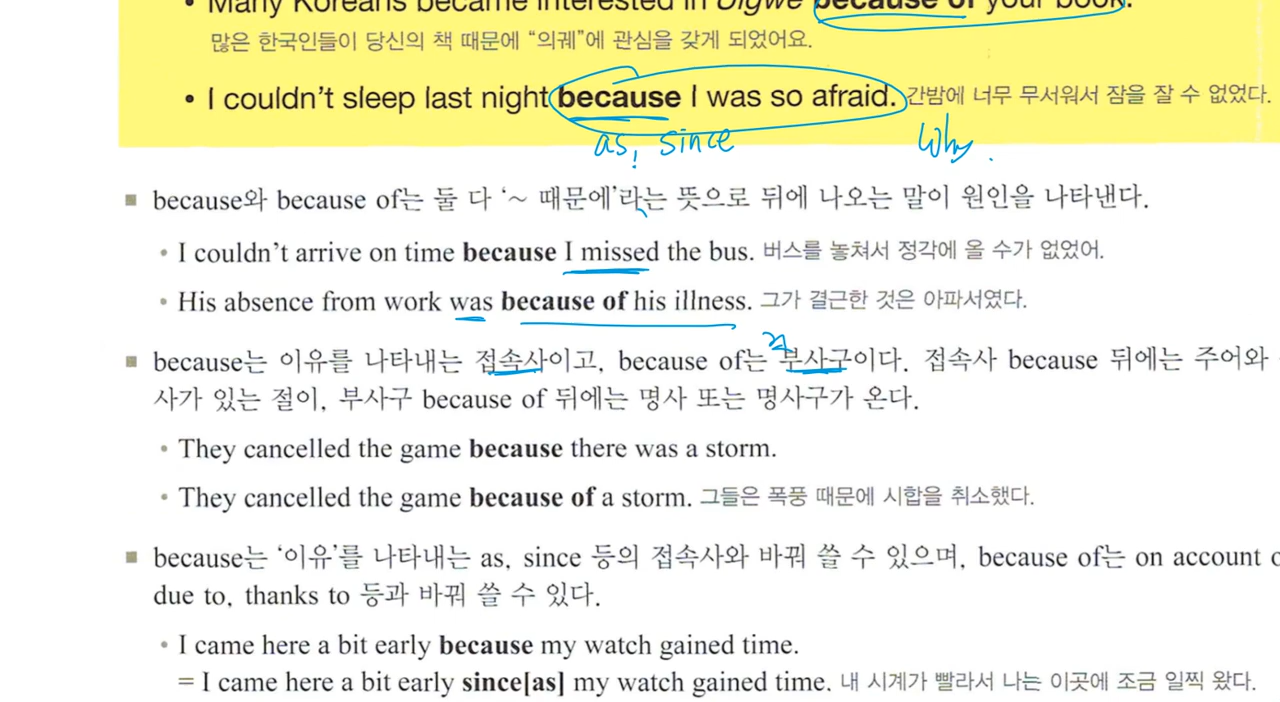 • Many Koreans became interested in Uigwe because of your book.
많은 한국인들이 당신의 책 때문에 “의궤”에 관심을 갖게 되었어요.
• I couldn't sleep last night because I was so afraid. 간밤에 너무 무서워서 잠을 잘 수 없었다.
as, since why.
■ because와 because of는 둘 다 ‘~ 때문에’라는 뜻으로 뒤에 나오는 말이 원인을 나타낸다.
• I couldn't arrive on time because I missed the bus. 버스를 놓쳐서 정각에 올 수가 없었어.
• His absence from work was because of his illness. 그가 결근한 것은 아파서였다.
■ because는 이유를 나타내는 접속사이고, because of는 부사구이다. 접속사 because 뒤에는 주어와
사가 있는 절이, 부사구 because of 뒤에는 명사 또는 명사구가 온다.
• They cancelled the game because there was a storm.
• They cancelled the game because of a storm. 그들은 폭풍 때문에 시합을 취소했다.
■ because는 ‘이유’를 나타내는 as, since 등의 접속사와 바꿔 쓸 수 있으며, because of는 on account
due to, thanks to 등과 바꿔 쓸 수 있다.
• I came here a bit early because my watch gained time.
= I came here a bit early since[as] my watch gained time. 내 시계가 빨라서 나는 이곳에 조금 일찍 왔다.